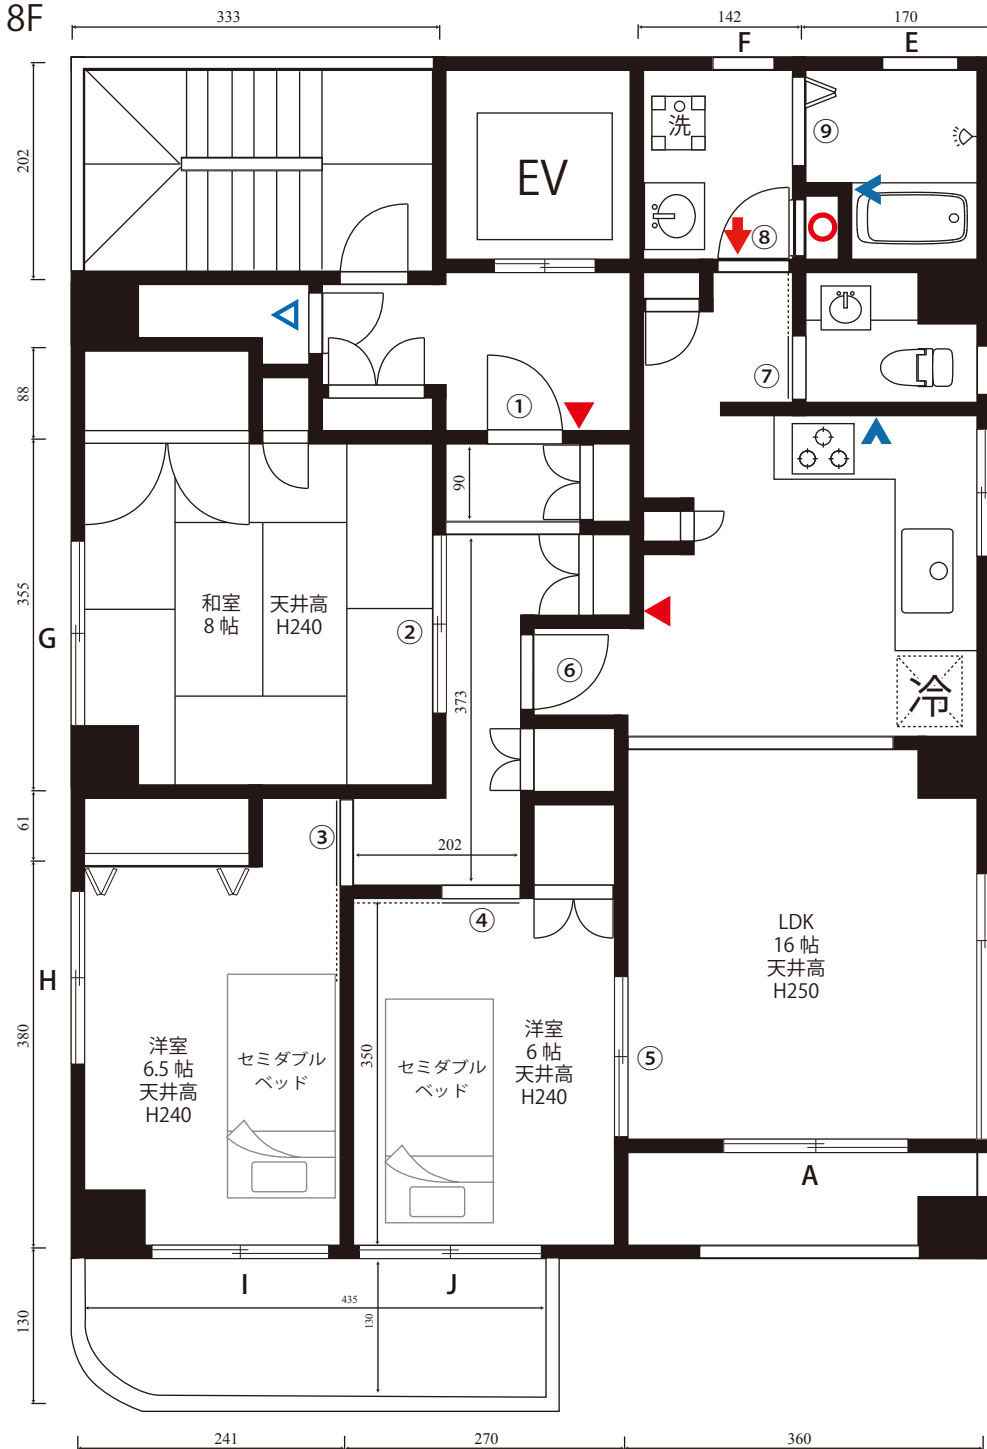 8F
333
142
170
F
E
202
洗
⑨
EV
⑧
88
①
⑦
90
355
和室
8 帖
天井高
H240
G
②
⑥
373
冷
61
③
202
④
LDK
16 帖
天井高
H250
H
380
洋室
6.5 帖
天井高
H240
セミダブル
ベッド
350
セミダブル
ベッド
洋室
6 帖
天井高
H240
⑤
A
I
J
435
130
130
241
270
360